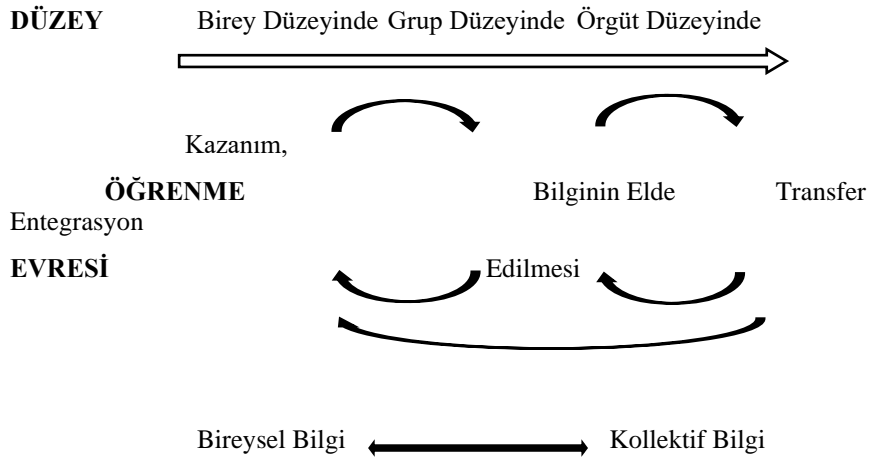 DÜZEY Birey Düzeyinde Grup Düzeyinde Örgüt Düzeyinde
Kazanım,
ÖĞRENME Bilginin Elde Transfer
Entegrasyon
EVRESİ Edilmesi
Bireysel Bilgi Kollektif Bilgi